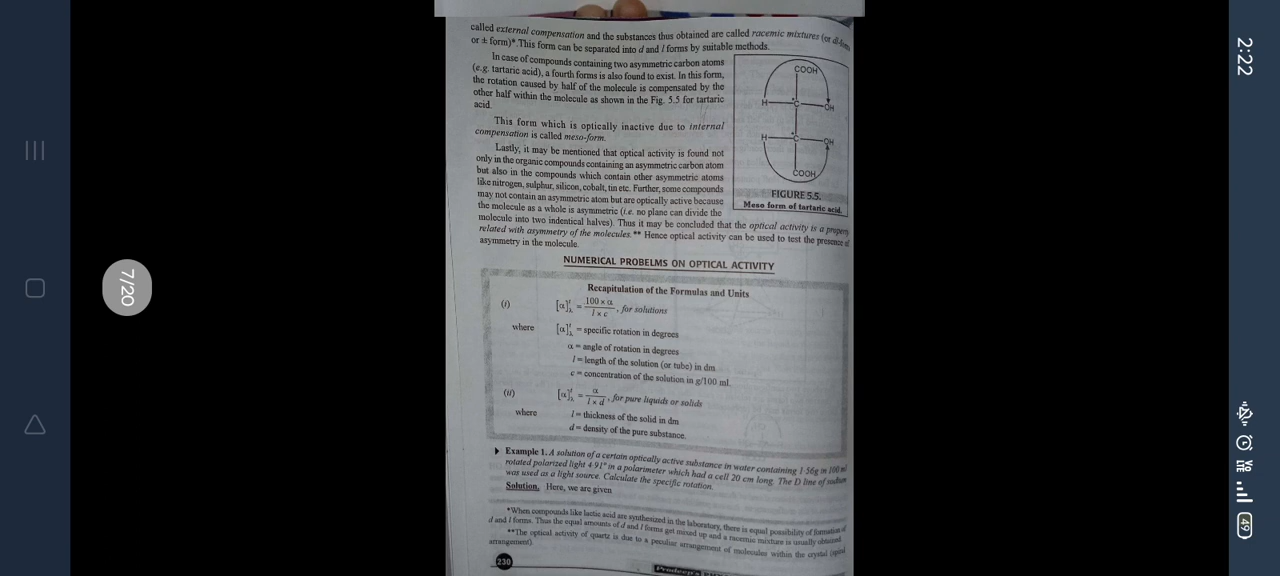 called external compensation and the substances thus obtained are called racemic mixtures (or dl-form
or ± form)* This form can be separated into d and l forms by suitable methods.
In case of compounds containing two asymmetric carbon atoms
(e.g. tartaric acid), a fourth forms is also found to exist. In this form,
the rotation caused by half of the molecule is compensated by the
other half within the molecule as shown in the Fig. 5.5 for tartaric
acid.
This form which is optically inactive due to internal
compensation is called meso-form.
Lastly, it may be mentioned that optical activity is found not
only in the organic compounds containing an asymmetric carbon atom
but also in the compounds which contain other asymmetric atoms
like nitrogen, sulphur, silicon, cobalt, tin etc. Further, some compounds
may not contain an asymmetric atom but are optically active because
the molecule as a whole is asymmetric (i.e. no plane can divide the
molecule into two indentical halves). Thus it may be concluded that the optical activity is a property
related with asymmetry of the molecules.** Hence optical activity can be used to test the presence of
asymmetry in the molecule.
COOH
H C* OH
H C* OH
COOH
FIGURE 5.5.
Meso form of tartaric acid.
NUMERICAL PROBELMS ON OPTICAL ACTIVITY
Recapitulation of the Formulas and Units
(i) [α]ᵗλ = 100 × α / l × c , for solutions
where [α]ᵗλ = specific rotation in degrees
α = angle of rotation in degrees
l = length of the solution (or tube) in dm
c = concentration of the solution in g/100 ml.
(ii) [α]ᵗλ = α / l × d , for pure liquids or solids
where l = thickness of the solid in dm
d = density of the pure substance.
Example 1. A solution of a certain optically active substance in water containing 1·56g in 100 ml
rotated polarized light 4·91° in a polarimeter which had a cell 20 cm long. The D line of sodium
was used as a light source. Calculate the specific rotation.
Solution. Here, we are given
*When compounds like lactic acid are synthesized in the laboratory, there is equal possibility of formation of
d and l forms. Thus the equal amounts of d and l forms get mixed up and a racemic mixture is usually obtained.
**The optical activity of quartz is due to a peculiar arrangement of molecules within the crystal (spiral
arrangement).
230
Pradeep's
7/20
2:22
49